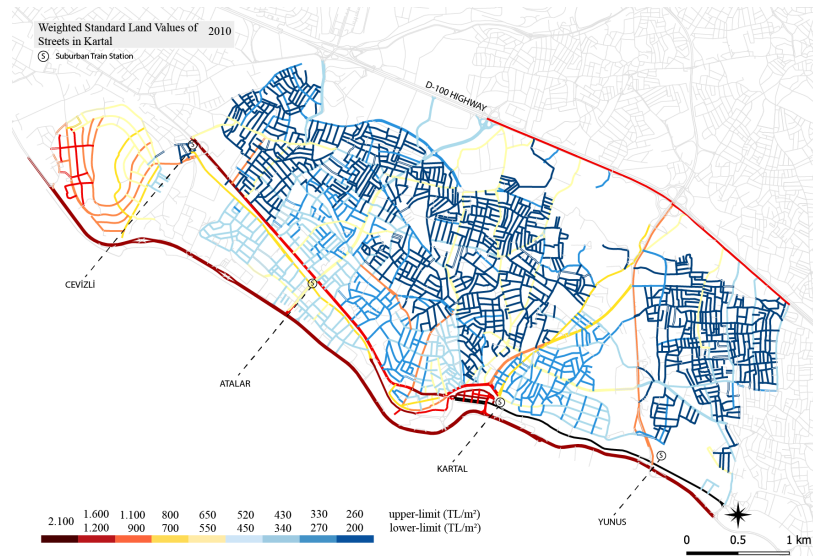 Weighted Standard Land Values of 2010
Streets in Kartal
S Suburban Train Station
D-100 HIGHWAY
S
CEVİZLİ
S
ATALAR
S
KARTAL
S
YUNUS
2.100 1.600 1.100 800 650 520 430 330 260 upper-limit (TL/m²)
1.200 900 700 550 450 340 270 200 lower-limit (TL/m²)
0 0.5 1 km